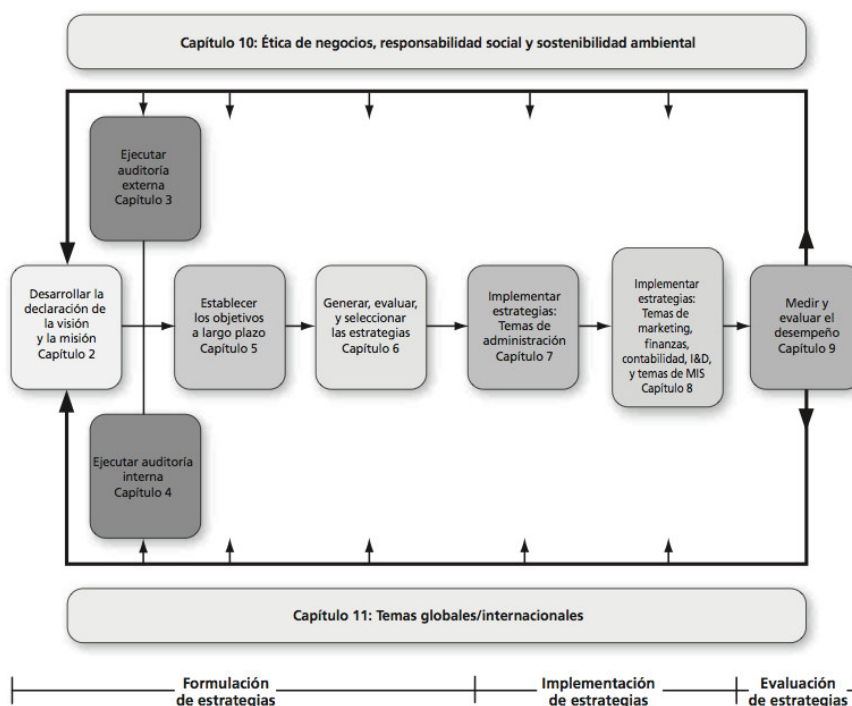 Capítulo 10: Ética de negocios, responsabilidad social y sostenibilidad ambiental
Ejecutar
auditoría
externa
Capítulo 3
Desarrollar la
declaración de
la visión
y la misión
Capítulo 2
Establecer
los objetivos
a largo plazo
Capítulo 5
Generar, evaluar,
y seleccionar
las estrategias
Capítulo 6
Implementar
estrategias:
Temas de
administración
Capítulo 7
Implementar
estrategias:
Temas de
marketing,
finanzas,
contabilidad, I&D,
y temas de MIS
Capítulo 8
Medir y
evaluar el
desempeño
Capítulo 9
Ejecutar auditoría
interna
Capítulo 4
Capítulo 11: Temas globales/internacionales
Formulación
de estrategias
Implementación
de estrategias
Evaluación
de estrategias